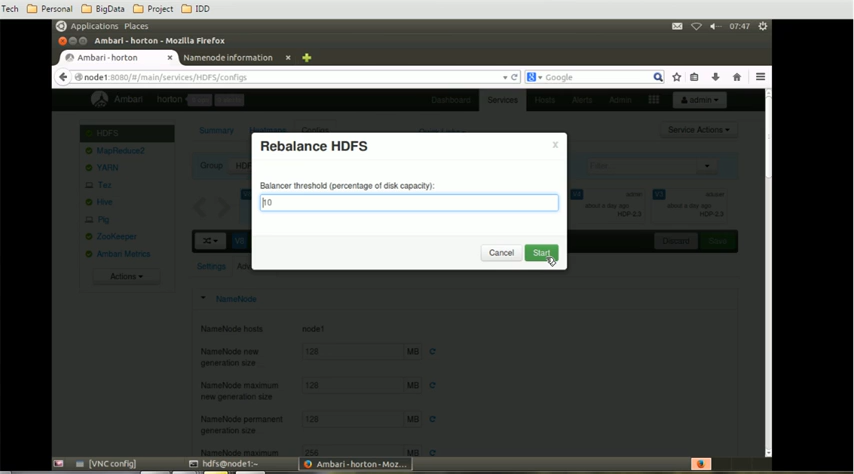 Tech Personal BigData Project IDD
Applications Places 07:47
Ambari - horton - Mozilla Firefox
Ambari - horton x Namenode information x
node1:8080/#/main/services/HDFS/configs Google
Ambari horton Dashboard Services Hosts Alerts Admin admin
HDFS Summary Configs Service Actions
MapReduce2
YARN Group HDF Filter...
Tez
Hive
Pig about a day ago about a day ago
HDP-2.3 HDP-2.3
ZooKeeper
Ambari Metrics Discard
Actions Settings
Rebalance HDFS x
Balancer threshold (percentage of disk capacity):
10
Cancel Start
NameNode
NameNode hosts node1
NameNode new generation size 128 MB
NameNode maximum new generation size 128 MB
NameNode permanent generation size 128 MB
NameNode maximum 256 MB
[VNC config] hdfs@node1:~ Ambari - horton - Moz...